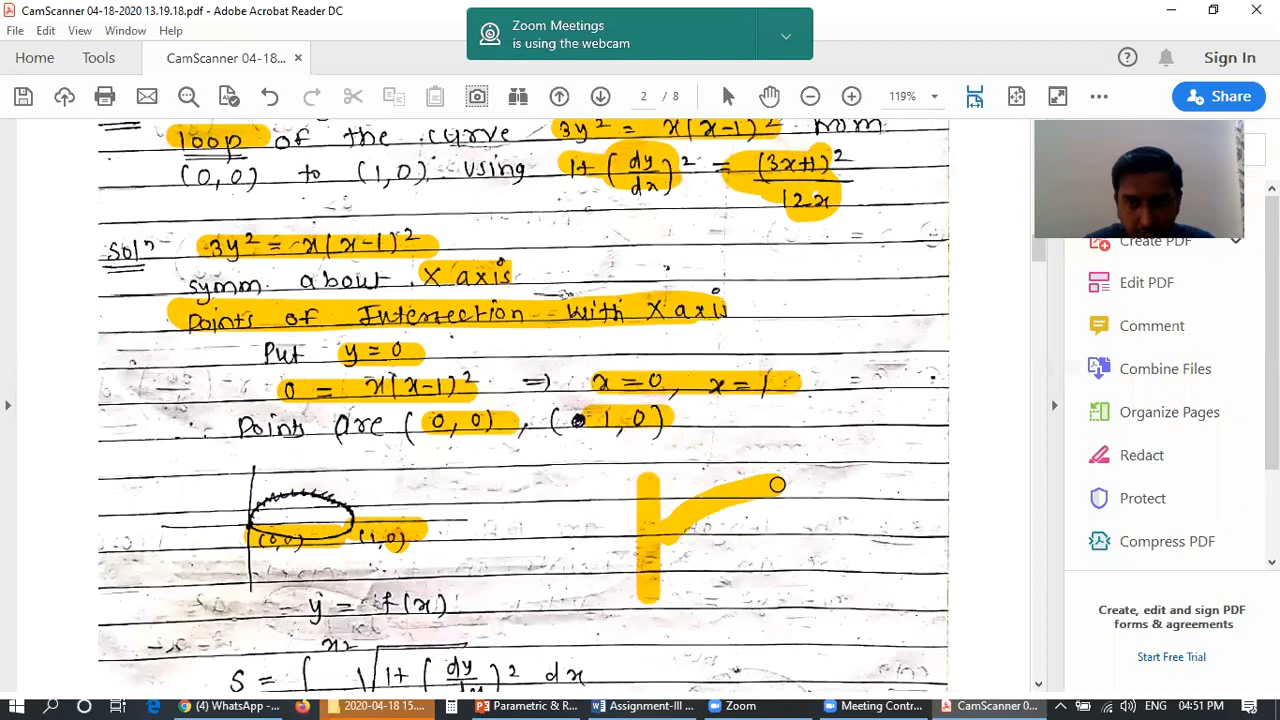 CamScanner 04-18-2020 13.19.18.pdf - Adobe Acrobat Reader DC
File Edit View Window Help
Zoom Meetings
is using the webcam
Home Tools CamScanner 04-18... × Sign In
2 / 8 119% Share
loop of the curve 3y² = x(x-1)² from
(0,0) to (1,0) using 1+(dy/dx)² = (3x+1)²/12x
Solⁿ 3y² = x(x-1)²
symm. about X axis
Points of Intersection with X axis
Put y=0
0 = x(x-1)² ⇒ x=0, x=1
∴ Points are (0,0), (1,0)
(0,0) (1,0)
y = f(x)
S = ∫ √1+(dy/dx)² dx
Create PDF
Edit PDF
Comment
Combine Files
Organize Pages
Redact
Protect
Compress PDF
Create, edit and sign PDF
forms & agreements
Start Free Trial
(4) WhatsApp - ... 2020-04-18 15.... Parametric & R... Assignment-III ... Zoom Meeting Contr... CamScanner 0... ENG 04:51 PM